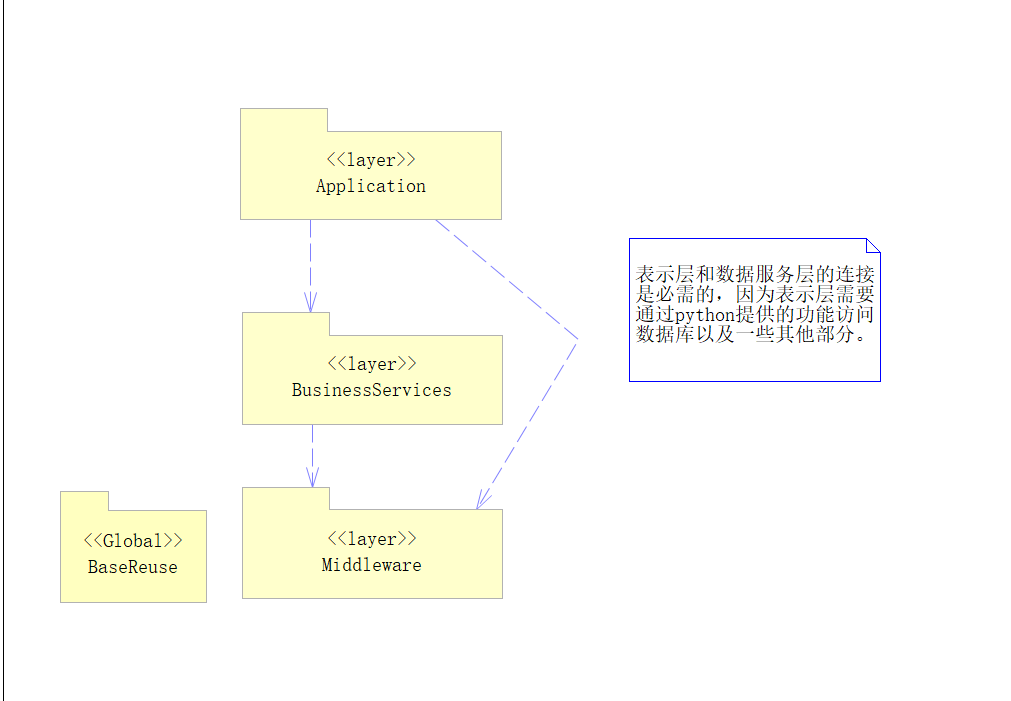 <<layer>>
Application
表示层和数据服务层的连接
是必需的，因为表示层需要
通过python提供的功能访问
数据库以及一些其他部分。
<<layer>>
BusinessServices
<<Global>>
BaseReuse
<<layer>>
Middleware